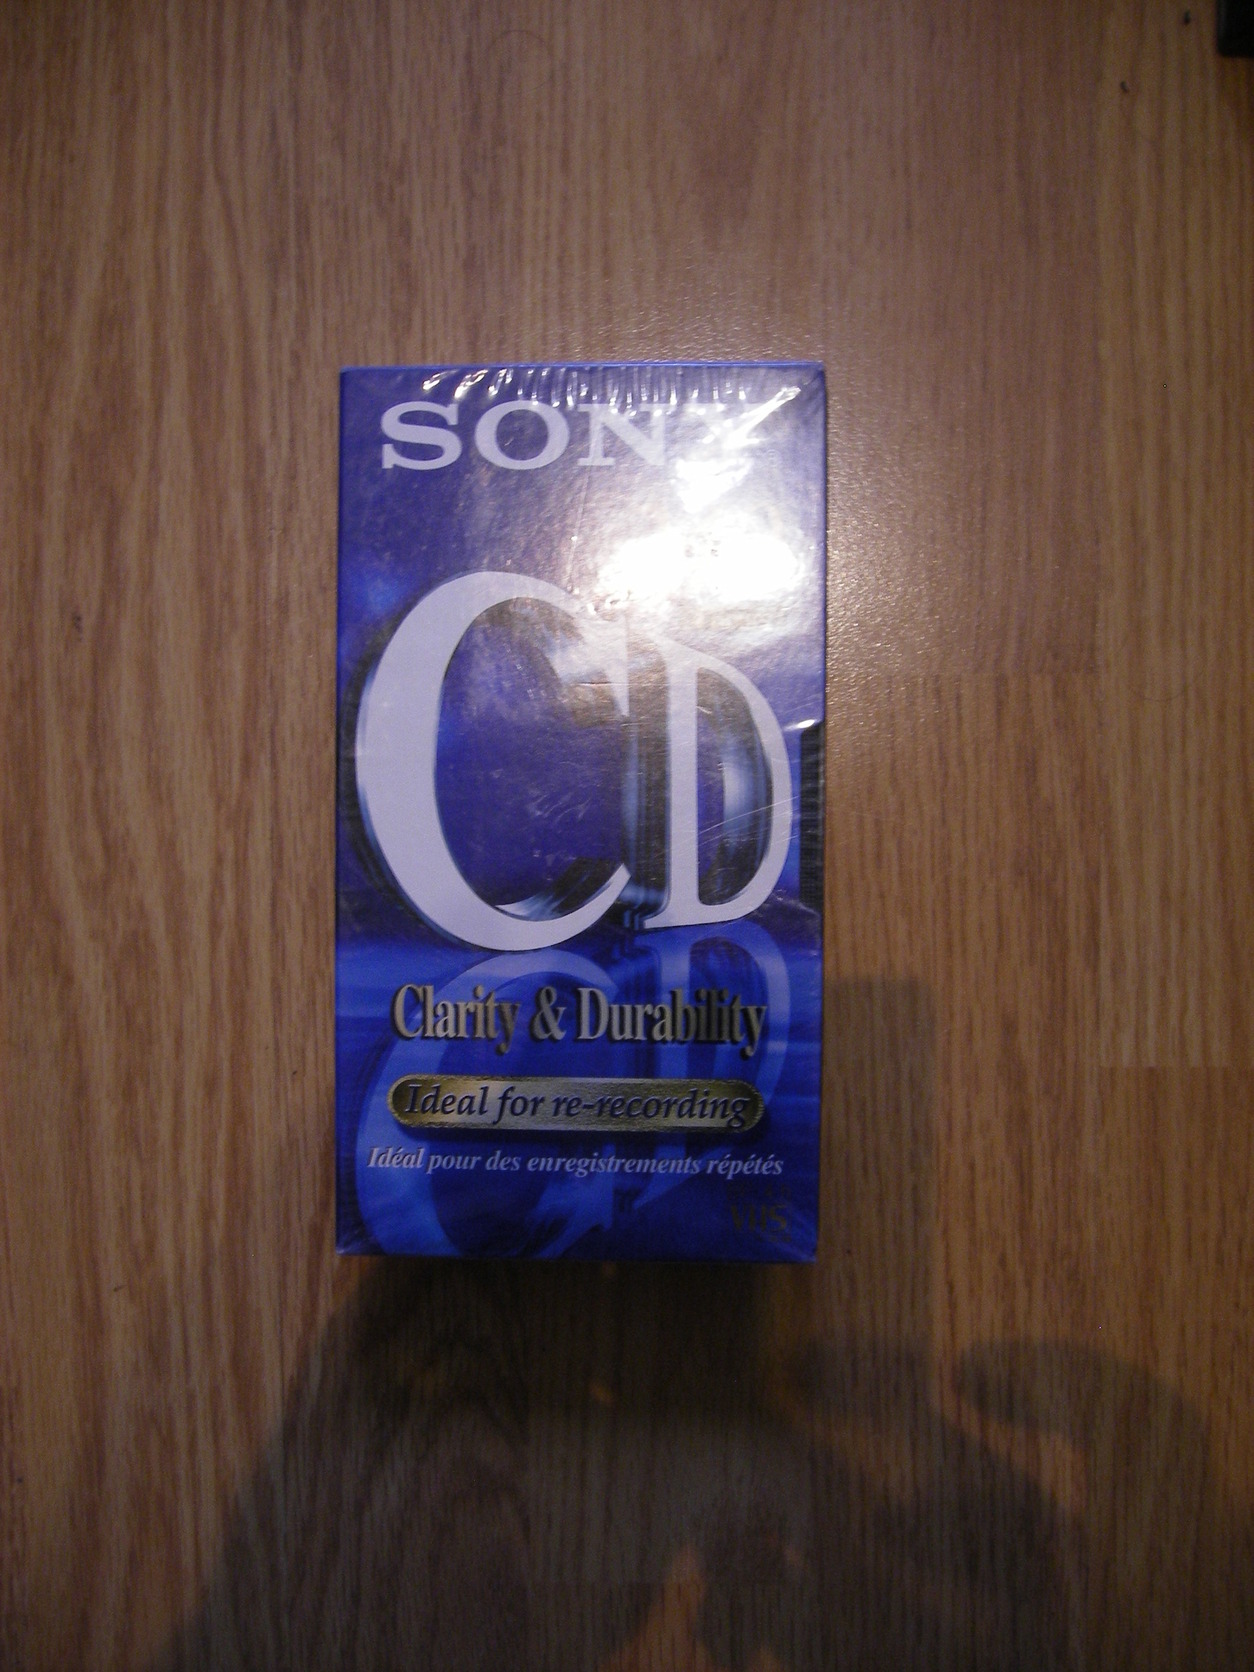 SONY
CD
Clarity & Durability
Ideal for re-recording
Idéal pour des enregistrements répétés
VHS